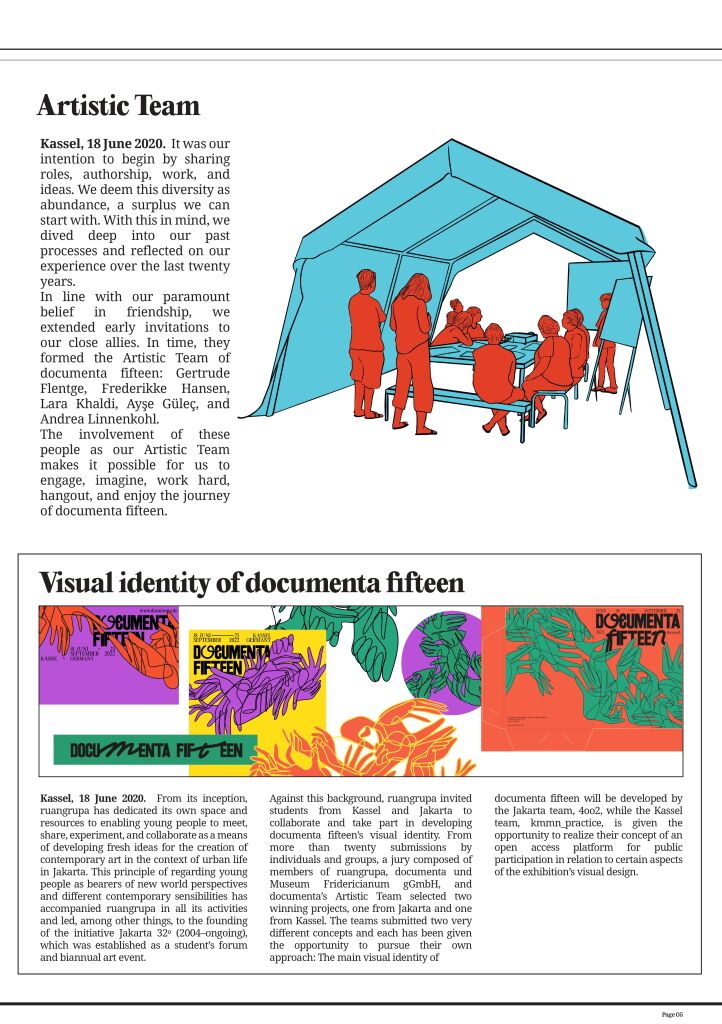 Artistic Team
Kassel, 18 June 2020. It was our
intention to begin by sharing
roles, authorship, work, and
ideas. We deem this diversity as
abundance, a surplus we can
start with. With this in mind, we
dived deep into our past
processes and reflected on our
experience over the last twenty
years.
In line with our paramount
belief in friendship, we
extended early invitations to
our close allies. In time, they
formed the Artistic Team of
documenta fifteen: Gertrude
Flentge, Frederikke Hansen,
Lara Khaldi, Ayşe Güleç, and
Andrea Linnenkohl.
The involvement of these
people as our Artistic Team
makes it possible for us to
engage, imagine, work hard,
hangout, and enjoy the journey
of documenta fifteen.
Visual identity of documenta fifteen
DOCUMENTA
FIFTEEN
18 JUNI
SEPTEMBER 2022
KASSEL – GERMANY
18 JUNI — 25 KASSEL
SEPTEMBER 2022 GERMANY
DOCUMENTA
FIFTEEN
JUNI 18 — SEPTEMBER 25
DOCUMENTA
2022 FIFTEEN Kassel
DOCUMENTA FIFTEEN
Kassel, 18 June 2020. From its inception,
ruangrupa has dedicated its own space and
resources to enabling young people to meet,
share, experiment, and collaborate as a means
of developing fresh ideas for the creation of
contemporary art in the context of urban life
in Jakarta. This principle of regarding young
people as bearers of new world perspectives
and different contemporary sensibilities has
accompanied ruangrupa in all its activities
and led, among other things, to the founding
of the initiative Jakarta 32º (2004–ongoing),
which was established as a student's forum
and biannual art event.
Against this background, ruangrupa invited
students from Kassel and Jakarta to
collaborate and take part in developing
documenta fifteen's visual identity. From
more than twenty submissions by
individuals and groups, a jury composed of
members of ruangrupa, documenta und
Museum Fridericianum gGmbH, and
documenta's Artistic Team selected two
winning projects, one from Jakarta and one
from Kassel. The teams submitted two very
different concepts and each has been given
the opportunity to pursue their own
approach: The main visual identity of
documenta fifteen will be developed by
the Jakarta team, 4oo2, while the Kassel
team, kmmn_practice, is given the
opportunity to realize their concept of an
open access platform for public
participation in relation to certain aspects
of the exhibition's visual design.
Page 05